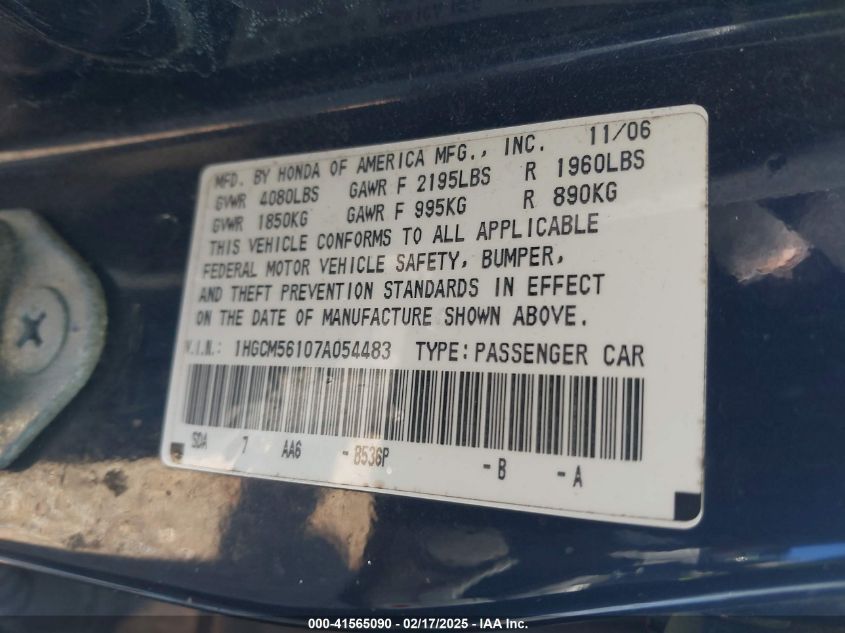 MFD. BY HONDA OF AMERICA MFG., INC. 11/06
GVWR 4080LBS GAWR F 2195LBS R 1960LBS
GVWR 1850KG GAWR F 995KG R 890KG
THIS VEHICLE CONFORMS TO ALL APPLICABLE
FEDERAL MOTOR VEHICLE SAFETY, BUMPER,
AND THEFT PREVENTION STANDARDS IN EFFECT
ON THE DATE OF MANUFACTURE SHOWN ABOVE.
V.I.N.: 1HGCM56107A054483 TYPE: PASSENGER CAR
SDA 7 AA6 - B536P - B - A
000-41565090 - 02/17/2025 - IAA Inc.